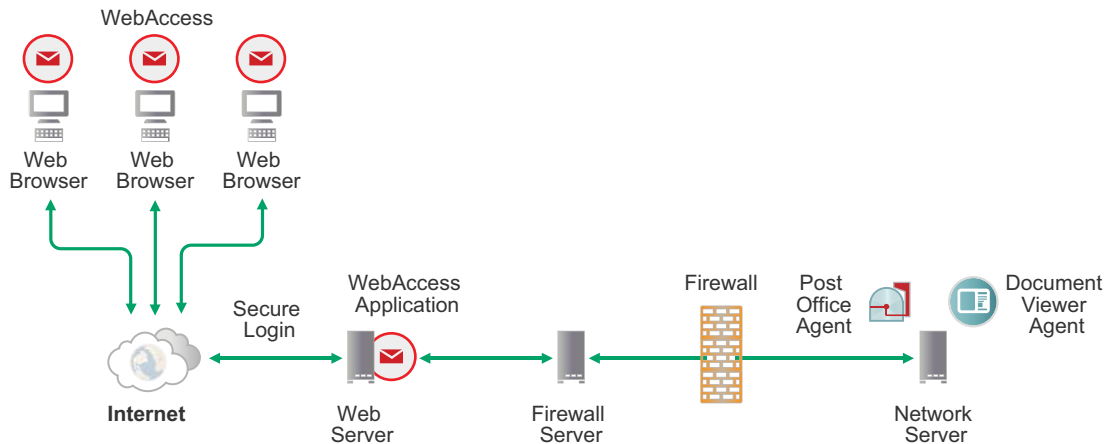 WebAccess
Web
Browser
Web
Browser
Web
Browser
Secure
Login
WebAccess
Application
Firewall
Post
Office
Agent
Document
Viewer
Agent
Internet
Web
Server
Firewall
Server
Network
Server